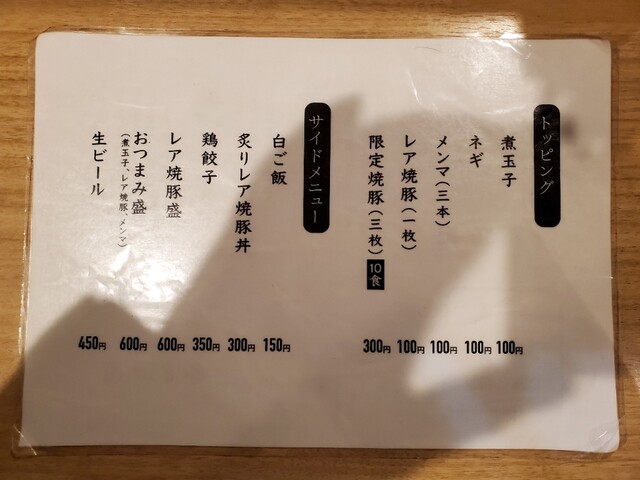 トッピング
煮玉子 100円
ネギ 100円
メンマ(三本) 100円
レア焼豚(一枚) 100円
限定焼豚(三枚) 10食 300円
サイドメニュー
白ご飯 150円
炙りレア焼豚丼 300円
鶏餃子 350円
レア焼豚盛 600円
おつまみ盛 600円
(煮玉子、レア焼豚、メンマ)
生ビール 450円